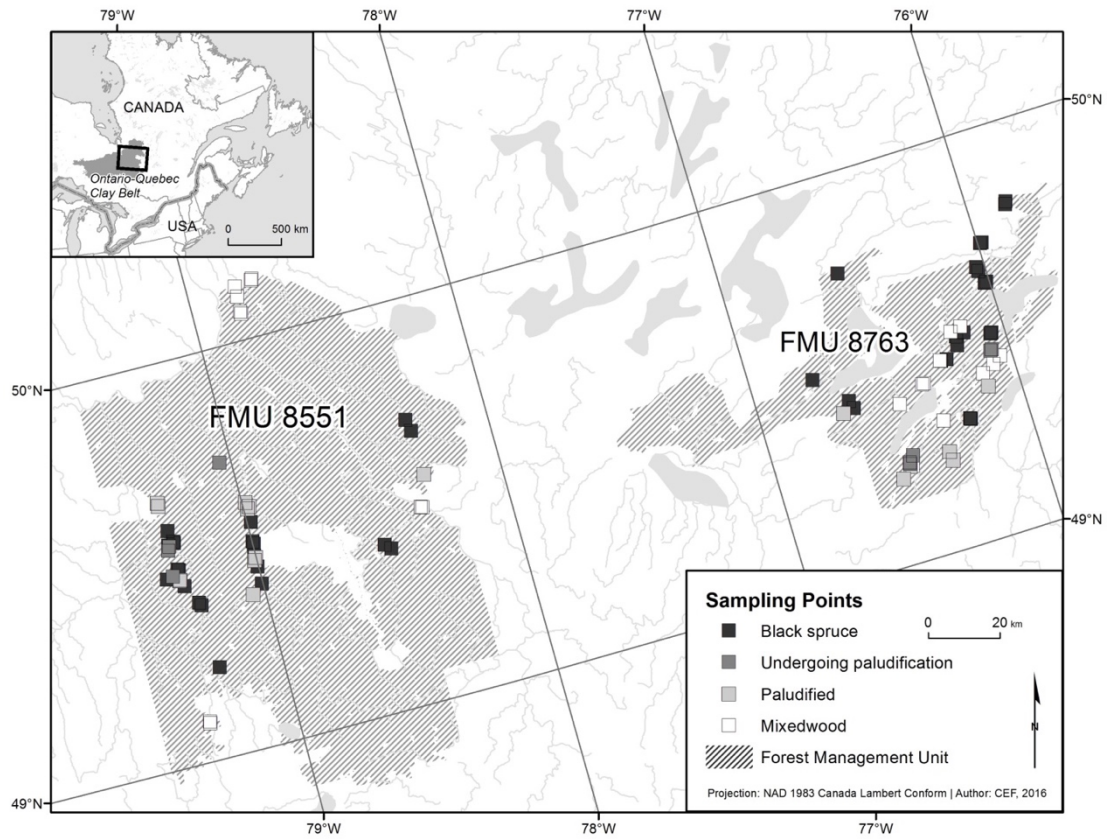 79°W
78°W
77°W
76°W
CANADA
Ontario-Quebec
Clay Belt
USA
0 500 km
50°N
FMU 8763
50°N
FMU 8551
49°N
Sampling Points
0 20 km
Black spruce
Undergoing paludification
Paludified
Mixedwood
N
Forest Management Unit
Projection: NAD 1983 Canada Lambert Conform | Author: CEF, 2016
49°N
79°W
78°W
77°W